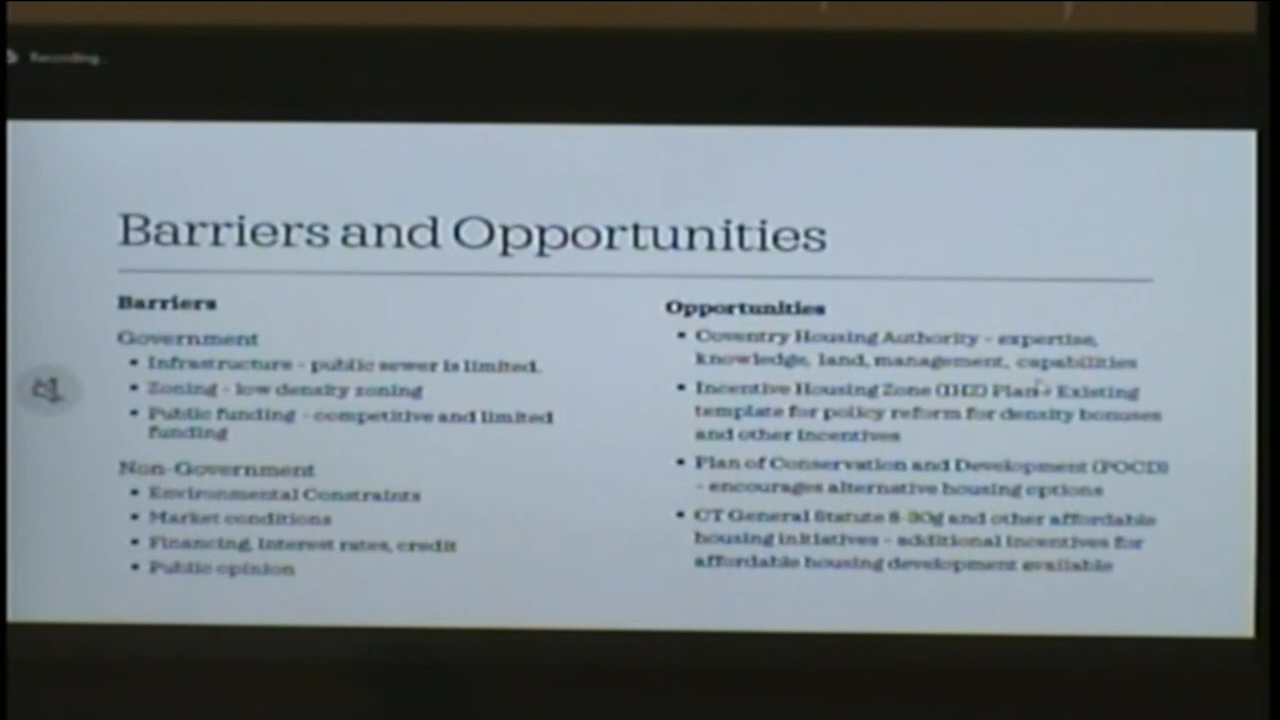 Recording...
Barriers and Opportunities
Barriers
Government
▪ Infrastructure - public sewer is limited.
▪ Zoning - low density zoning
▪ Public funding - competitive and limited
funding
Non-Government
▪ Environmental Constraints
▪ Market conditions
▪ Financing, interest rates, credit
▪ Public opinion
Opportunities
▪ Coventry Housing Authority - expertise,
knowledge, land, management, capabilities
▪ Incentive Housing Zone (IHZ) Plan - Existing
template for policy reform for density bonuses
and other incentives
▪ Plan of Conservation and Development (POCD)
- encourages alternative housing options
▪ CT General Statute 8-30g and other affordable
housing initiatives - additional incentives for
affordable housing development available